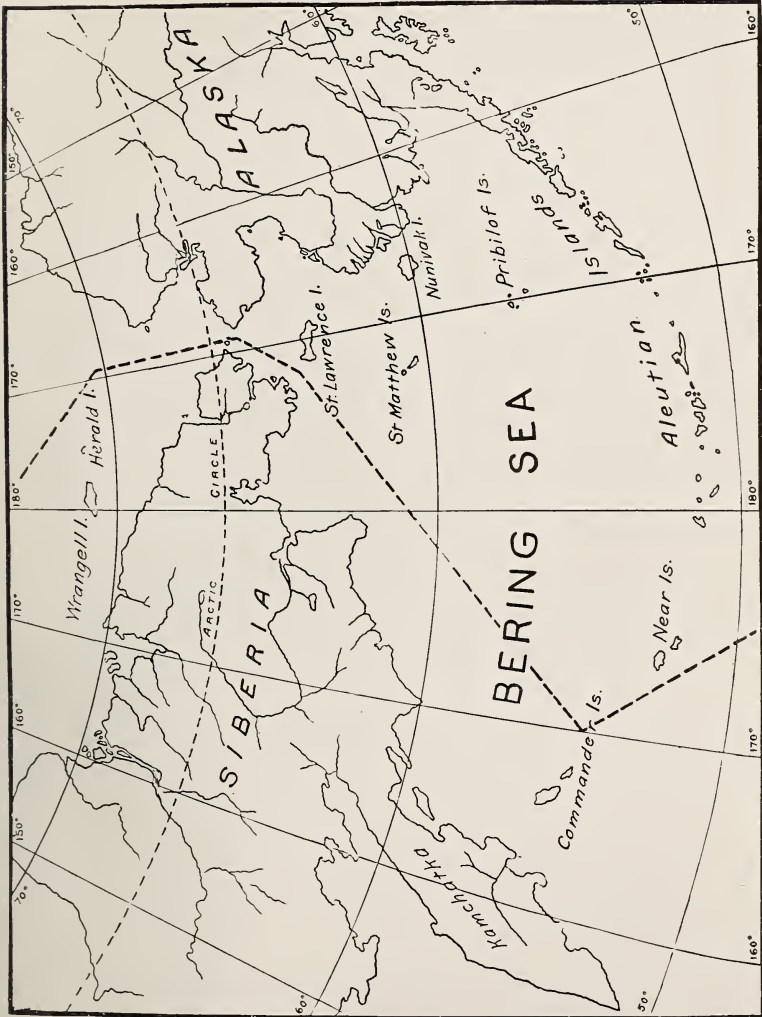 150°
70°
160°
170°
180°
170°
160°
150°
70°
60°
50°
160°
170°
180°
170°
160°
50°
60°
ALASKA
Wrangell I.
Herald I.
ARCTIC CIRCLE
SIBERIA
St. Lawrence I.
St Matthew Is.
Nunivak I.
Pribilof Is.
Aleutian Islands
BERING SEA
Near Is.
Commander Is.
Kamchatka